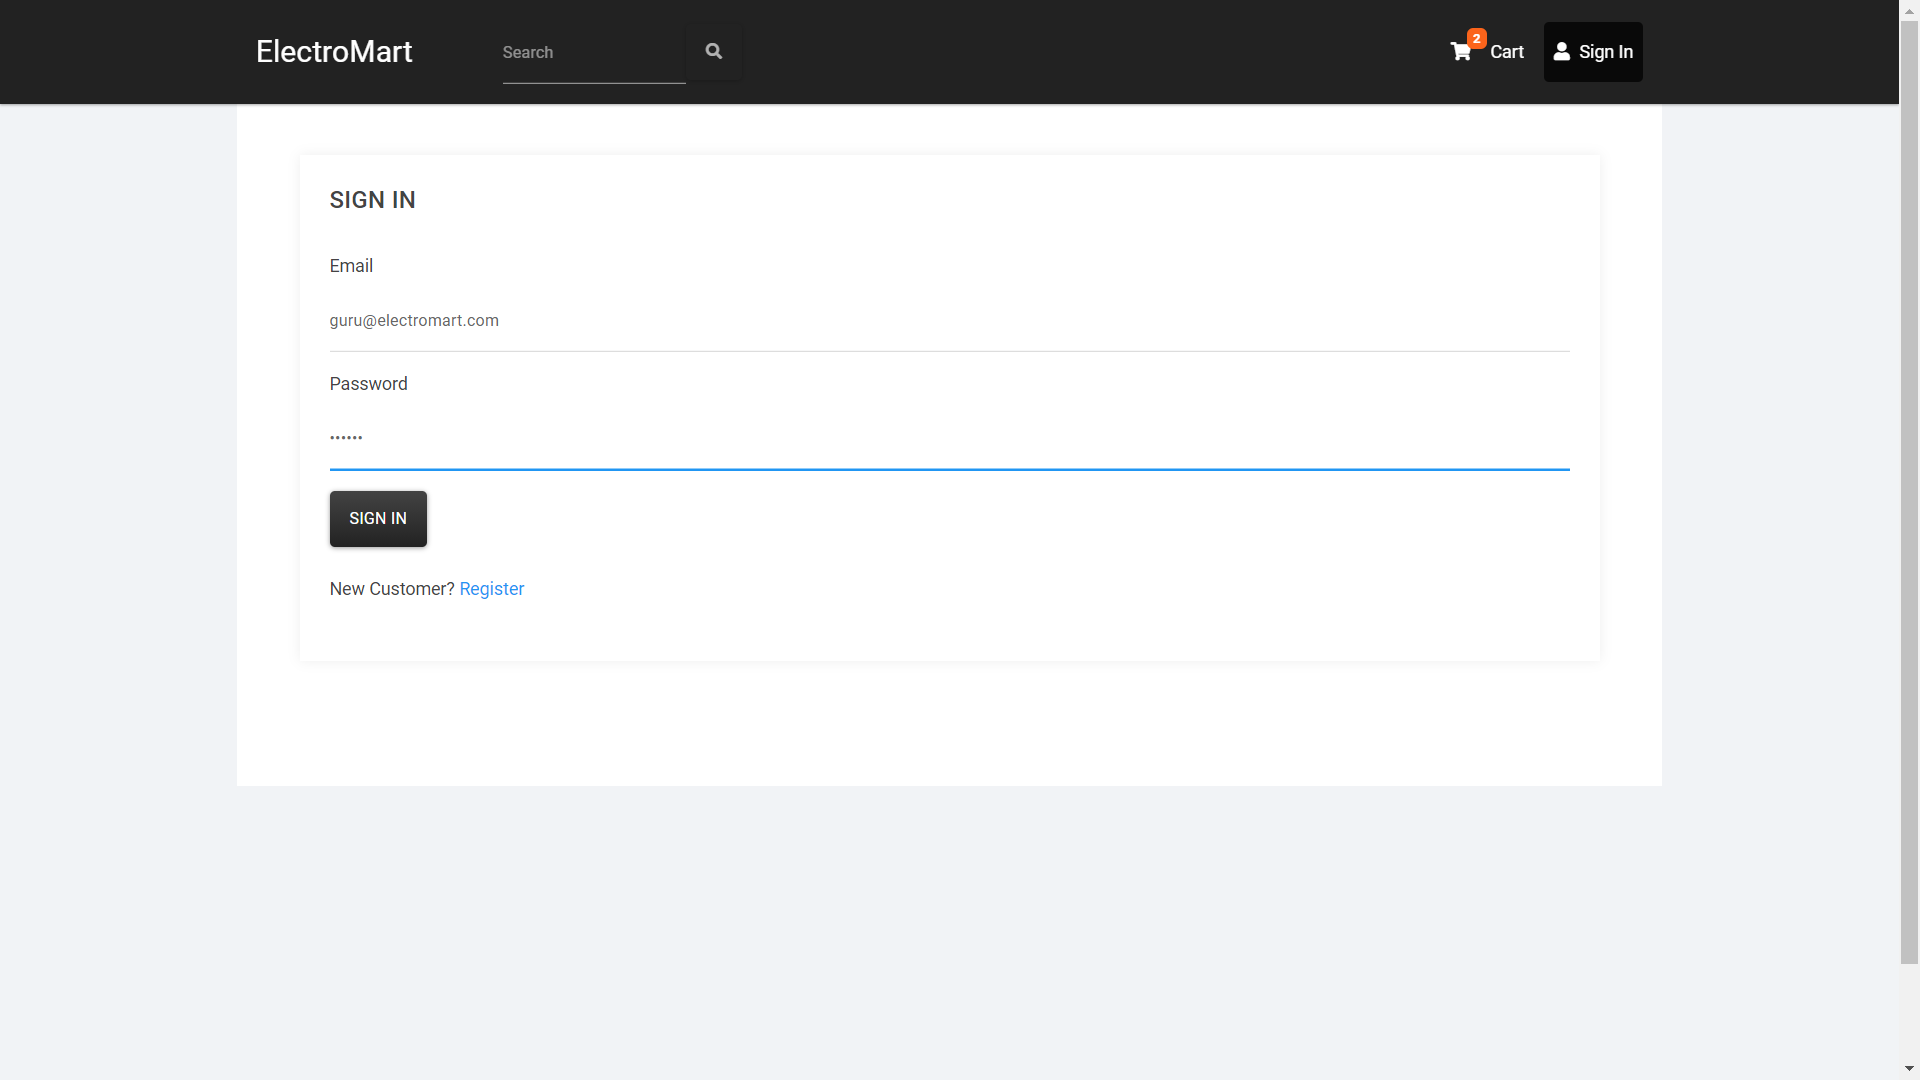 ElectroMart
Search
2
Cart
Sign In
SIGN IN
Email
guru@electromart.com
Password
••••••
SIGN IN
New Customer? Register